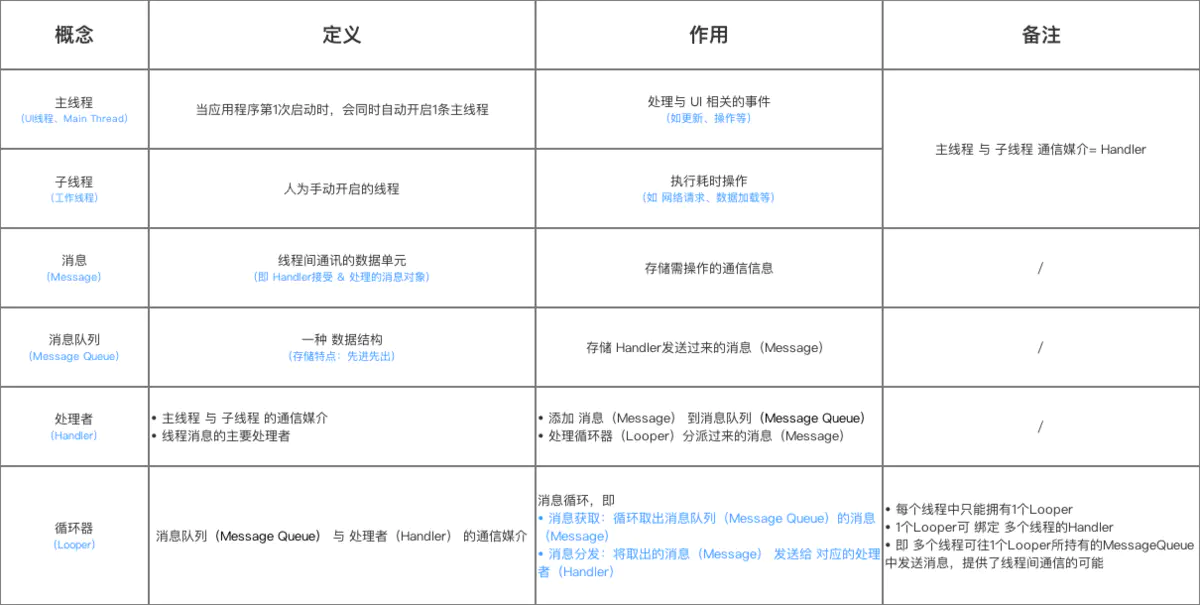 概念
定义
作用
备注
主线程
(UI线程、Main Thread)
当应用程序第1次启动时，会同时自动开启1条主线程
处理与 UI 相关的事件
(如更新、操作等)
主线程 与 子线程 通信媒介= Handler
子线程
(工作线程)
人为手动开启的线程
执行耗时操作
(如 网络请求、数据加载等)
消息
(Message)
线程间通讯的数据单元
(即 Handler接受 & 处理的消息对象)
存储需操作的通信信息
/
消息队列
(Message Queue)
一种 数据结构
(存储特点：先进先出)
存储 Handler发送过来的消息（Message）
/
处理者
(Handler)
• 主线程 与 子线程 的通信媒介
• 线程消息的主要处理者
• 添加 消息（Message） 到消息队列（Message Queue）
• 处理循环器（Looper）分派过来的消息（Message）
/
循环器
(Looper)
消息队列（Message Queue） 与 处理者（Handler） 的通信媒介
消息循环，即
• 消息获取：循环取出消息队列（Message Queue）的消息
（Message）
• 消息分发：将取出的消息（Message） 发送给 对应的处理
者（Handler）
• 每个线程中只能拥有1个Looper
• 1个Looper可 绑定 多个线程的Handler
• 即 多个线程可往1个Looper所持有的MessageQueue
中发送消息，提供了线程间通信的可能